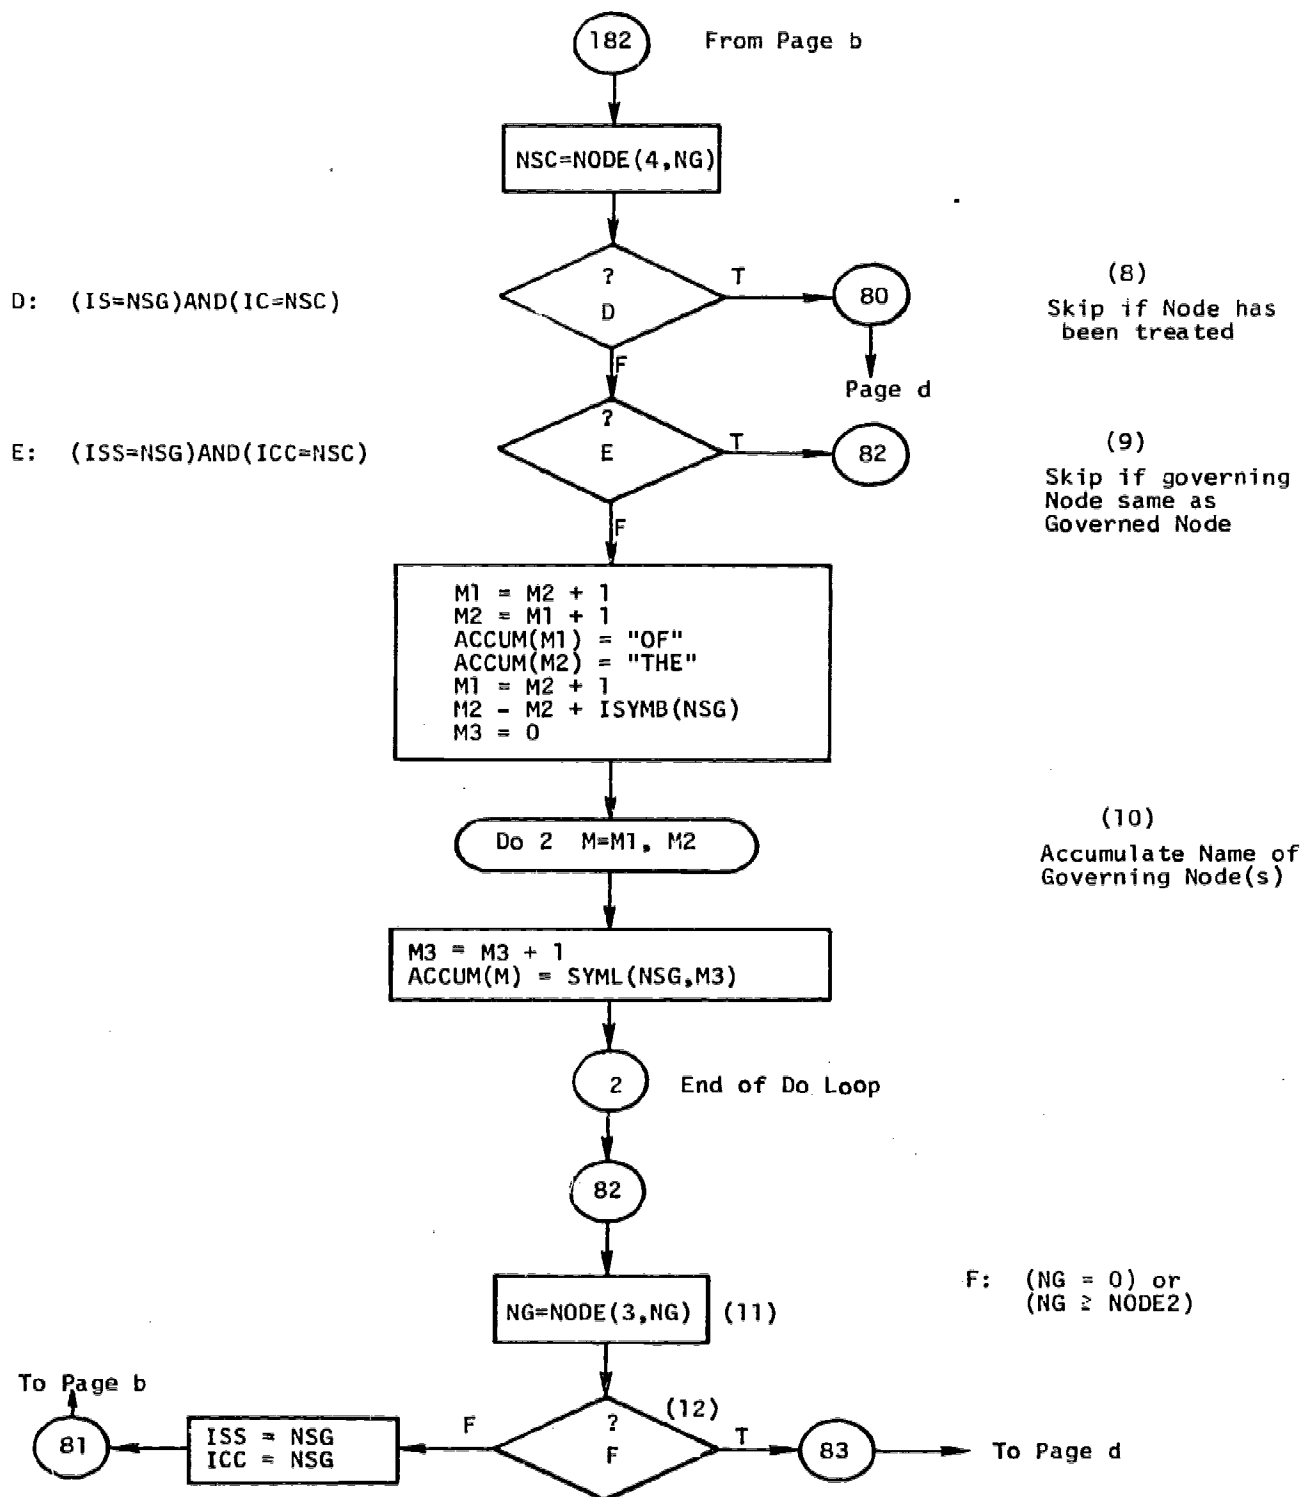 182 From Page b
NSC=NODE(4,NG)
D: (IS=NSG)AND(IC=NSC)
?
D
T
80
(8)
Skip if Node has
been treated
F
Page d
E: (ISS=NSG)AND(ICC=NSC)
?
E
T
82
(9)
Skip if governing
Node same as
Governed Node
F
M1 = M2 + 1
M2 = M1 + 1
ACCUM(M1) = "OF"
ACCUM(M2) = "THE"
M1 = M2 + 1
M2 - M2 + ISYMB(NSG)
M3 = 0
Do 2 M=M1, M2
(10)
Accumulate Name of
Governing Node(s)
M3 = M3 + 1
ACCUM(M) = SYML(NSG,M3)
2 End of Do Loop
82
NG=NODE(3,NG) (11)
F: (NG = 0) or
(NG ≥ NODE2)
To Page b
81
ISS = NSG
ICC = NSG
F
?
F
(12)
T
83
To Page d